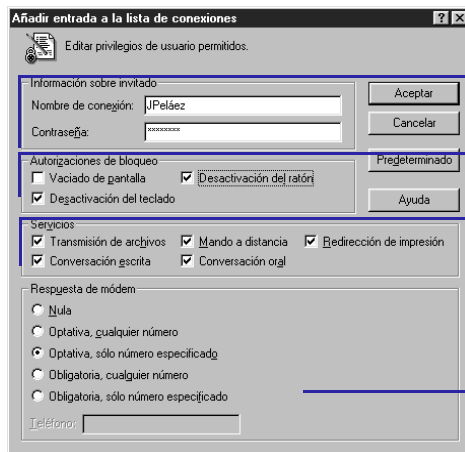 Añadir entrada a la lista de conexiones
Editar privilegios de usuario permitidos.
Información sobre invitado
Nombre de conexión: JPeláez
Contraseña: ********
Aceptar
Cancelar
Predeterminado
Ayuda
Autorizaciones de bloqueo
Vaciado de pantalla Desactivación del ratón
Desactivación del teclado
Servicios
Transmisión de archivos Mando a distancia Redirección de impresión
Conversación escrita Conversación oral
Respuesta de módem
Nula
Optativa, cualquier número
Optativa, sólo número especificado
Obligatoria, cualquier número
Obligatoria, sólo número especificado
Teléfono: